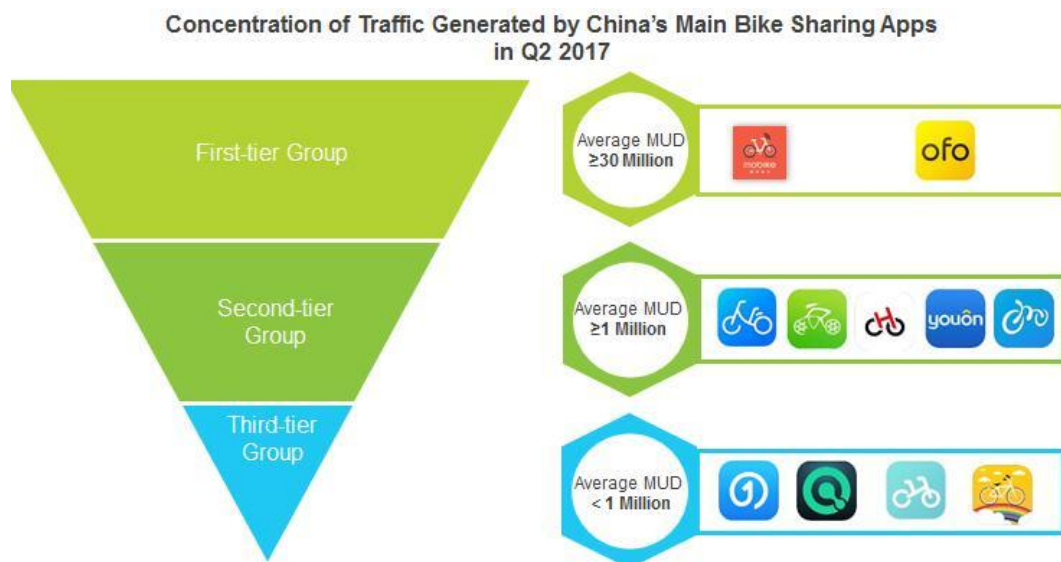 Concentration of Traffic Generated by China's Main Bike Sharing Apps
in Q2 2017
First-tier Group
Average MUD
≥30 Million
mobike
ofo
Second-tier
Group
Average MUD
≥1 Million
youôn
Third-tier
Group
Average MUD
< 1 Million